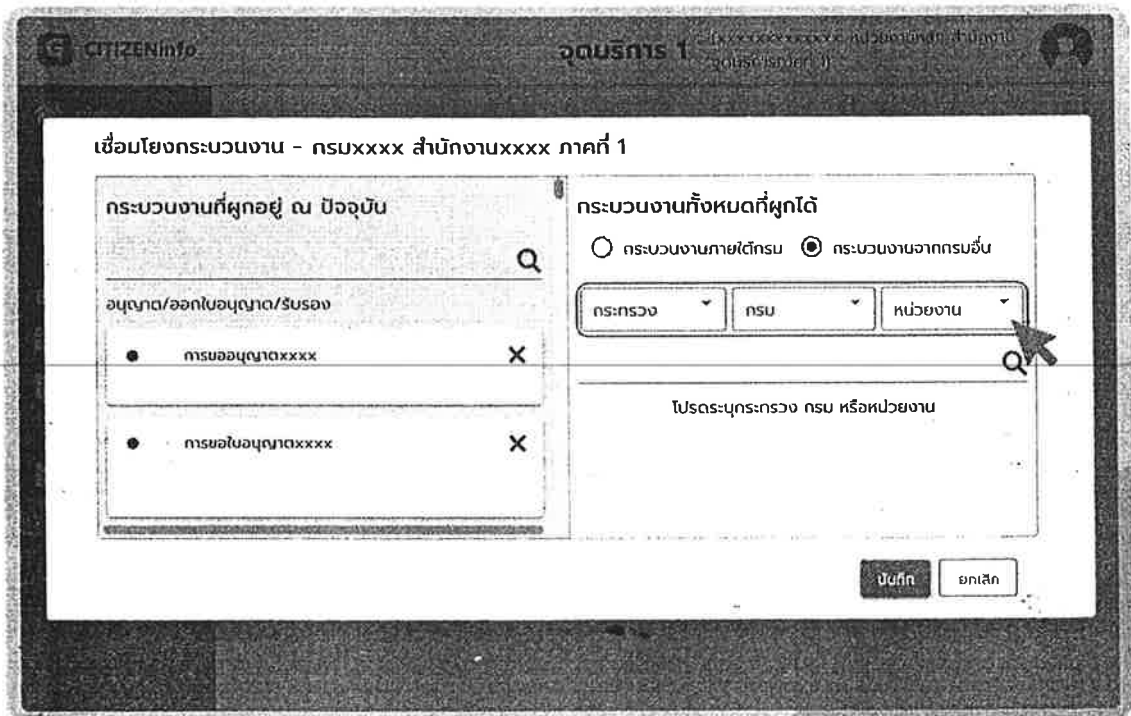 CITIZENinfo
จุดบริการ 1
เชื่อมโยงกระบวนงาน - กรมxxxx สำนักงานxxxx ภาคที่ 1
กระบวนงานที่ผูกอยู่ ณ ปัจจุบัน
อนุญาต/ออกใบอนุญาต/รับรอง
การขออนุญาตxxxx
การขอใบอนุญาตxxxx
กระบวนงานทั้งหมดที่ผูกได้
กระบวนงานภายใต้กรม กระบวนงานจากกรมอื่น
กระทรวง กรม หน่วยงาน
โปรดระบุกระทรวง กรม หรือหน่วยงาน
บันทึก ยกเลิก